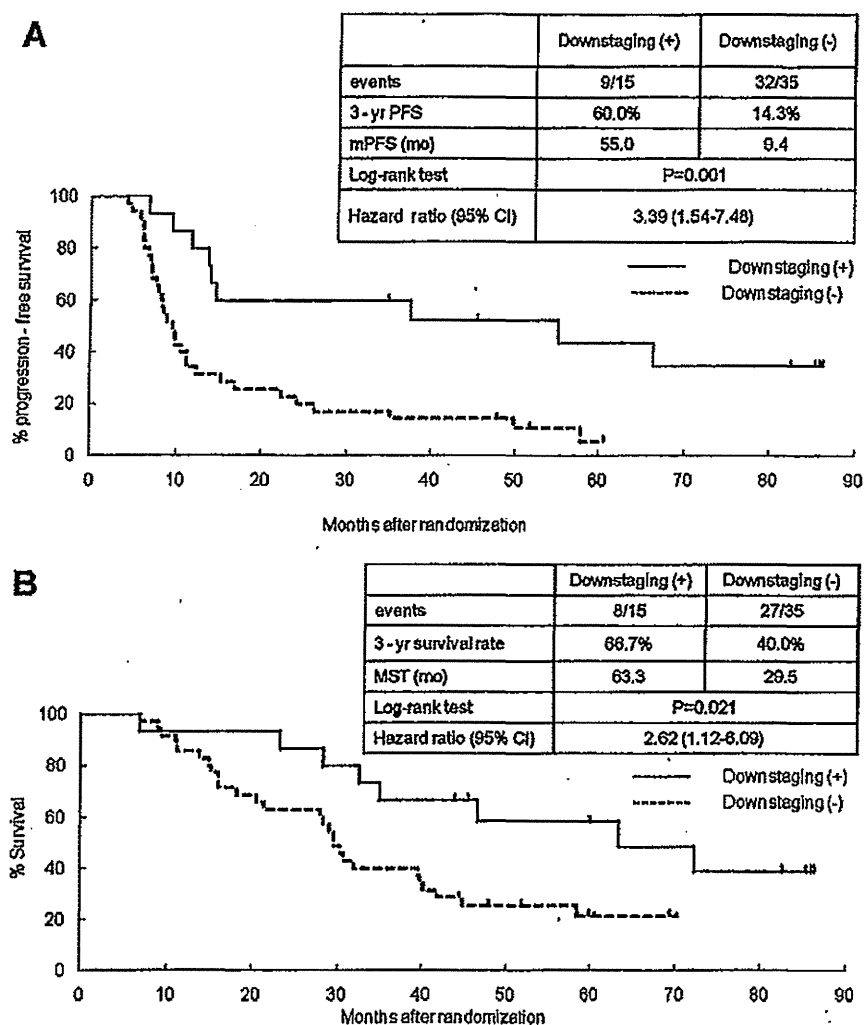 A
Downstaging (+) Downstaging (-)
events 9/15 32/35
3-yr PFS 60.0% 14.3%
mPFS (mo) 55.0 9.4
Log-rank test P=0.001
Hazard ratio (95% CI) 3.39 (1.54-7.48)
Downstaging (+)
Downstaging (-)
% progression-free survival
100
80
60
40
20
0
0 10 20 30 40 50 60 70 80 90
Months after randomization
B
Downstaging (+) Downstaging (-)
events 8/15 27/35
3-yr survival rate 66.7% 40.0%
MST (mo) 63.3 29.5
Log-rank test P=0.021
Hazard ratio (95% CI) 2.62 (1.12-6.09)
Downstaging (+)
Downstaging (-)
% Survival
100
80
60
40
20
0
0 10 20 30 40 50 60 70 80 90
Months after randomization